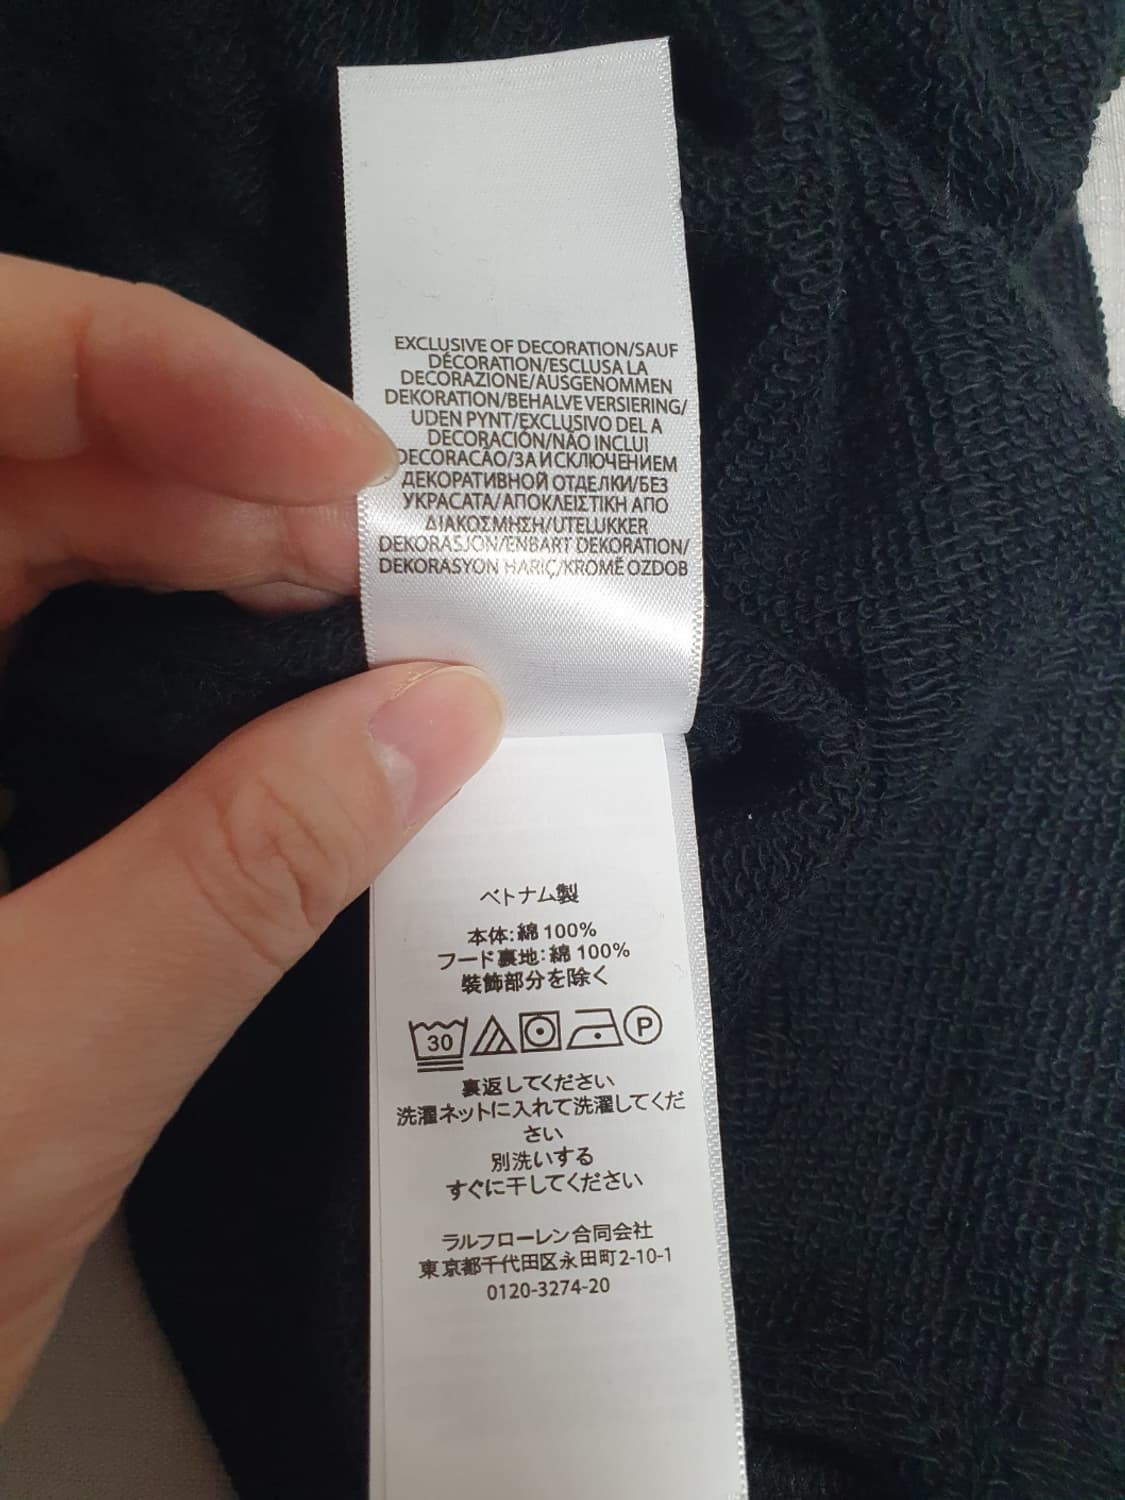 EXCLUSIVE OF DECORATION/SAUF
DÉCORATION/ESCLUSA LA
DECORAZIONE/AUSGENOMMEN
DEKORATION/BEHALVE VERSIERING/
UDEN PYNT/EXCLUSIVO DEL A
DECORACIÓN/NÃO INCLUI
DECORACÃO/ЗА ИСКЛЮЧЕНИЕМ
ДЕКОРАТИВНОЙ ОТДЕЛКИ/БЕЗ
УКРАСАТА/ΑΠΟΚΛΕΙΣΤΙΚΗ ΑΠΟ
ΔΙΑΚΟΣΜΗΣΗ/UTELUKKER
DEKORASJON/ENBART DEKORATION/
DEKORASYON HARIÇ/KROMĚ OZDOB
ベトナム製
本体:綿 100%
フード裏地:綿 100%
装飾部分を除く
30 P
裏返してください
洗濯ネットに入れて洗濯してくだ
さい
別洗いする
すぐに干してください
ラルフローレン合同会社
東京都千代田区永田町2-10-1
0120-3274-20